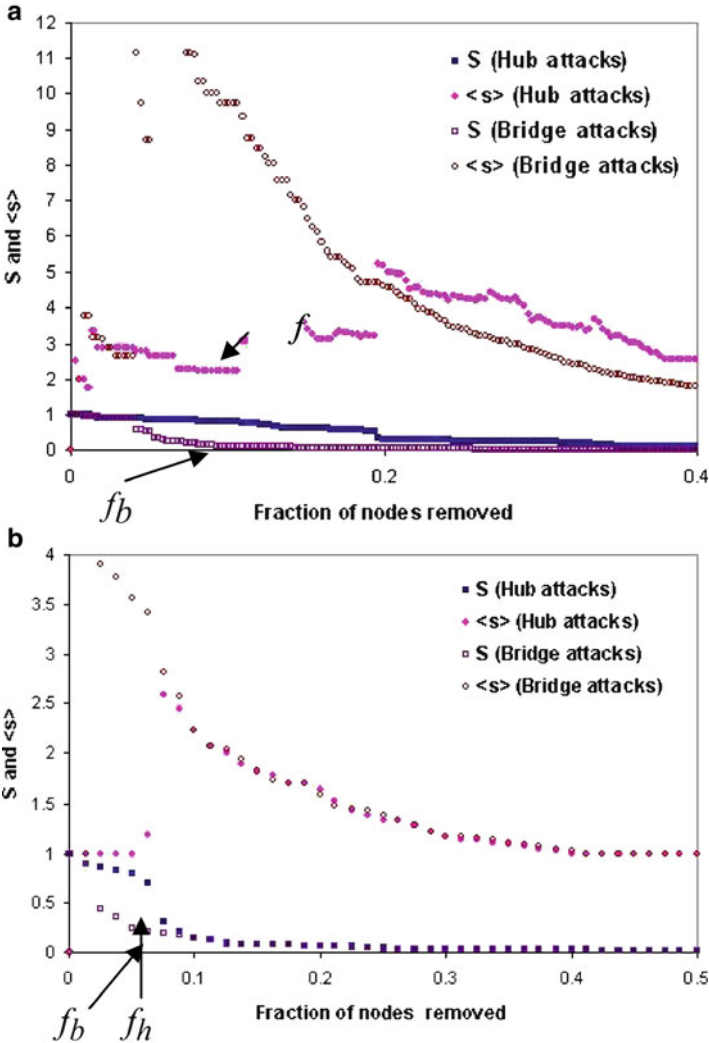 a
12
11
10
9
8
7
6
5
4
3
2
1
0
S and <s>
S (Hub attacks)
<s> (Hub attacks)
S (Bridge attacks)
<s> (Bridge attacks)
f
0
0.2
0.4
fb
Fraction of nodes removed
b
4
3.5
3
2.5
2
1.5
1
0.5
0
S and <s>
S (Hub attacks)
<s> (Hub attacks)
S (Bridge attacks)
<s> (Bridge attacks)
0
0.1
0.2
0.3
0.4
0.5
fb
fh
Fraction of nodes removed